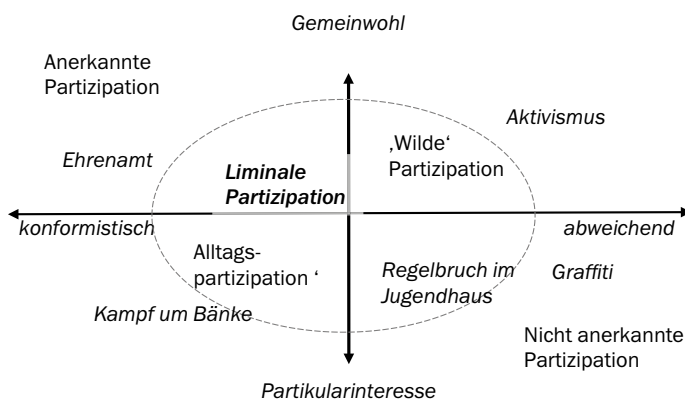 Gemeinwohl
Anerkannte
Partizipation
Aktivismus
‚Wilde‘
Partizipation
Ehrenamt
Liminale
Partizipation
konformistisch
abweichend
Alltags-
partizipation ‘
Regelbruch im
Jugendhaus
Graffiti
Kampf um Bänke
Nicht anerkannte
Partizipation
Partikularinteresse